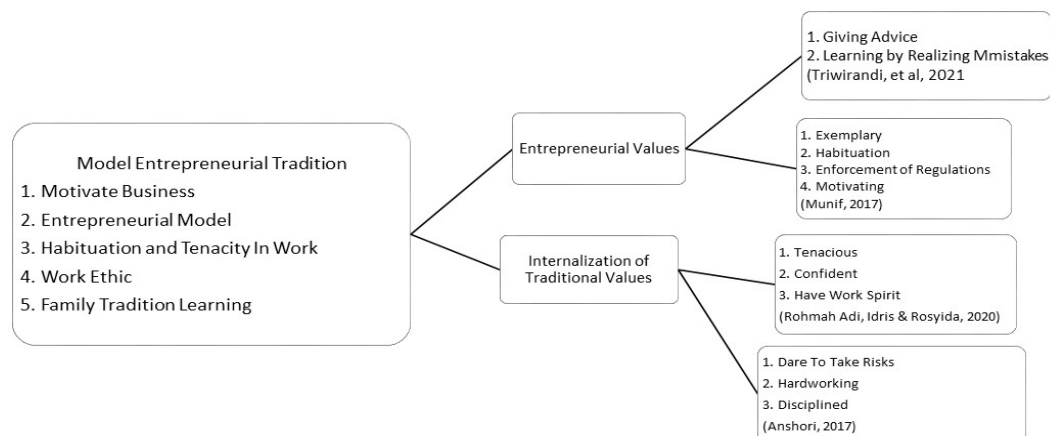 Model Entrepreneurial Tradition
1. Motivate Business
2. Entrepreneurial Model
3. Habituation and Tenacity In Work
4. Work Ethic
5. Family Tradition Learning
Entrepreneurial Values
Internalization of
Traditional Values
1. Giving Advice
2. Learning by Realizing Mmistakes
(Triwirandi, et al, 2021
1. Exemplary
2. Habituation
3. Enforcement of Regulations
4. Motivating
(Munif, 2017)
1. Tenacious
2. Confident
3. Have Work Spirit
(Rohmah Adi, Idris & Rosyida, 2020)
1. Dare To Take Risks
2. Hardworking
3. Disciplined
(Anshori, 2017)